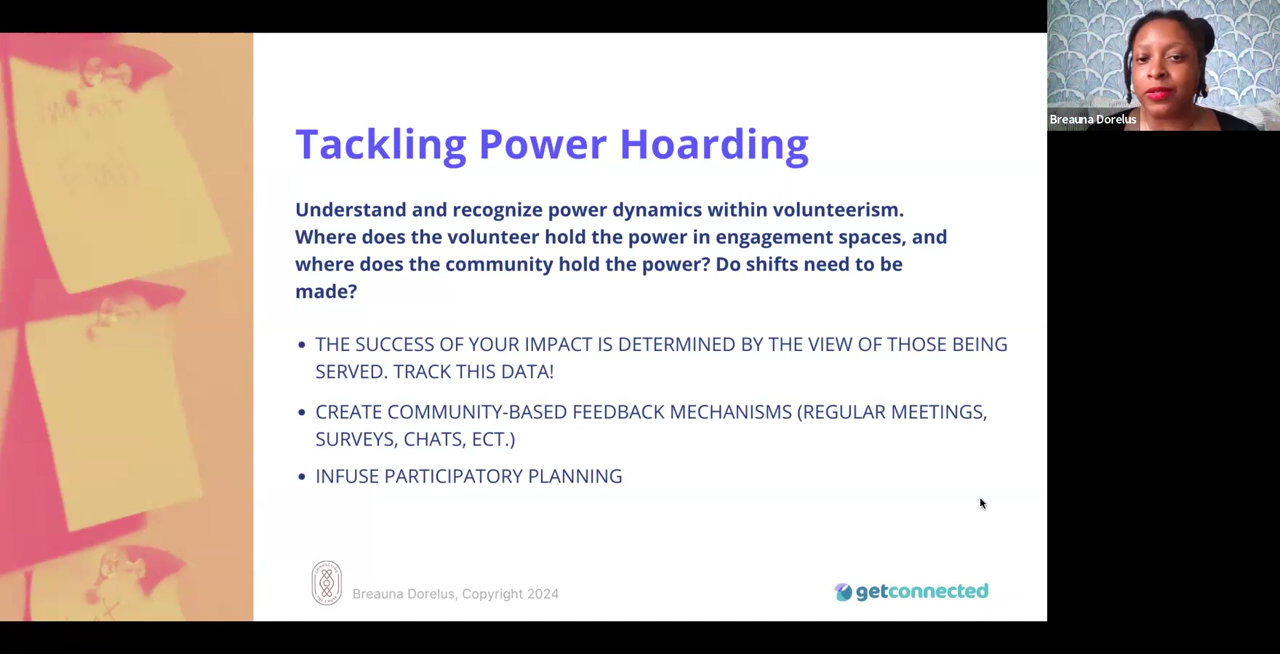 Tackling Power Hoarding
Understand and recognize power dynamics within volunteerism.
Where does the volunteer hold the power in engagement spaces, and
where does the community hold the power? Do shifts need to be
made?
• THE SUCCESS OF YOUR IMPACT IS DETERMINED BY THE VIEW OF THOSE BEING
SERVED. TRACK THIS DATA!
• CREATE COMMUNITY-BASED FEEDBACK MECHANISMS (REGULAR MEETINGS,
SURVEYS, CHATS, ECT.)
• INFUSE PARTICIPATORY PLANNING
Breauna Dorelus, Copyright 2024
getconnected
Breauna Dorelus